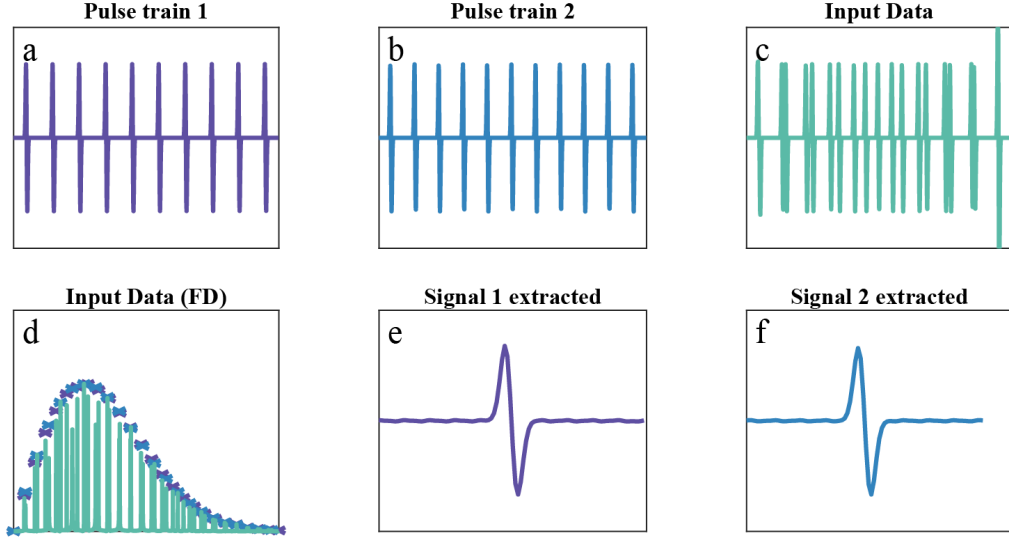 Pulse train 1
Pulse train 2
Input Data
a
b
c
Input Data (FD)
Signal 1 extracted
Signal 2 extracted
d
e
f